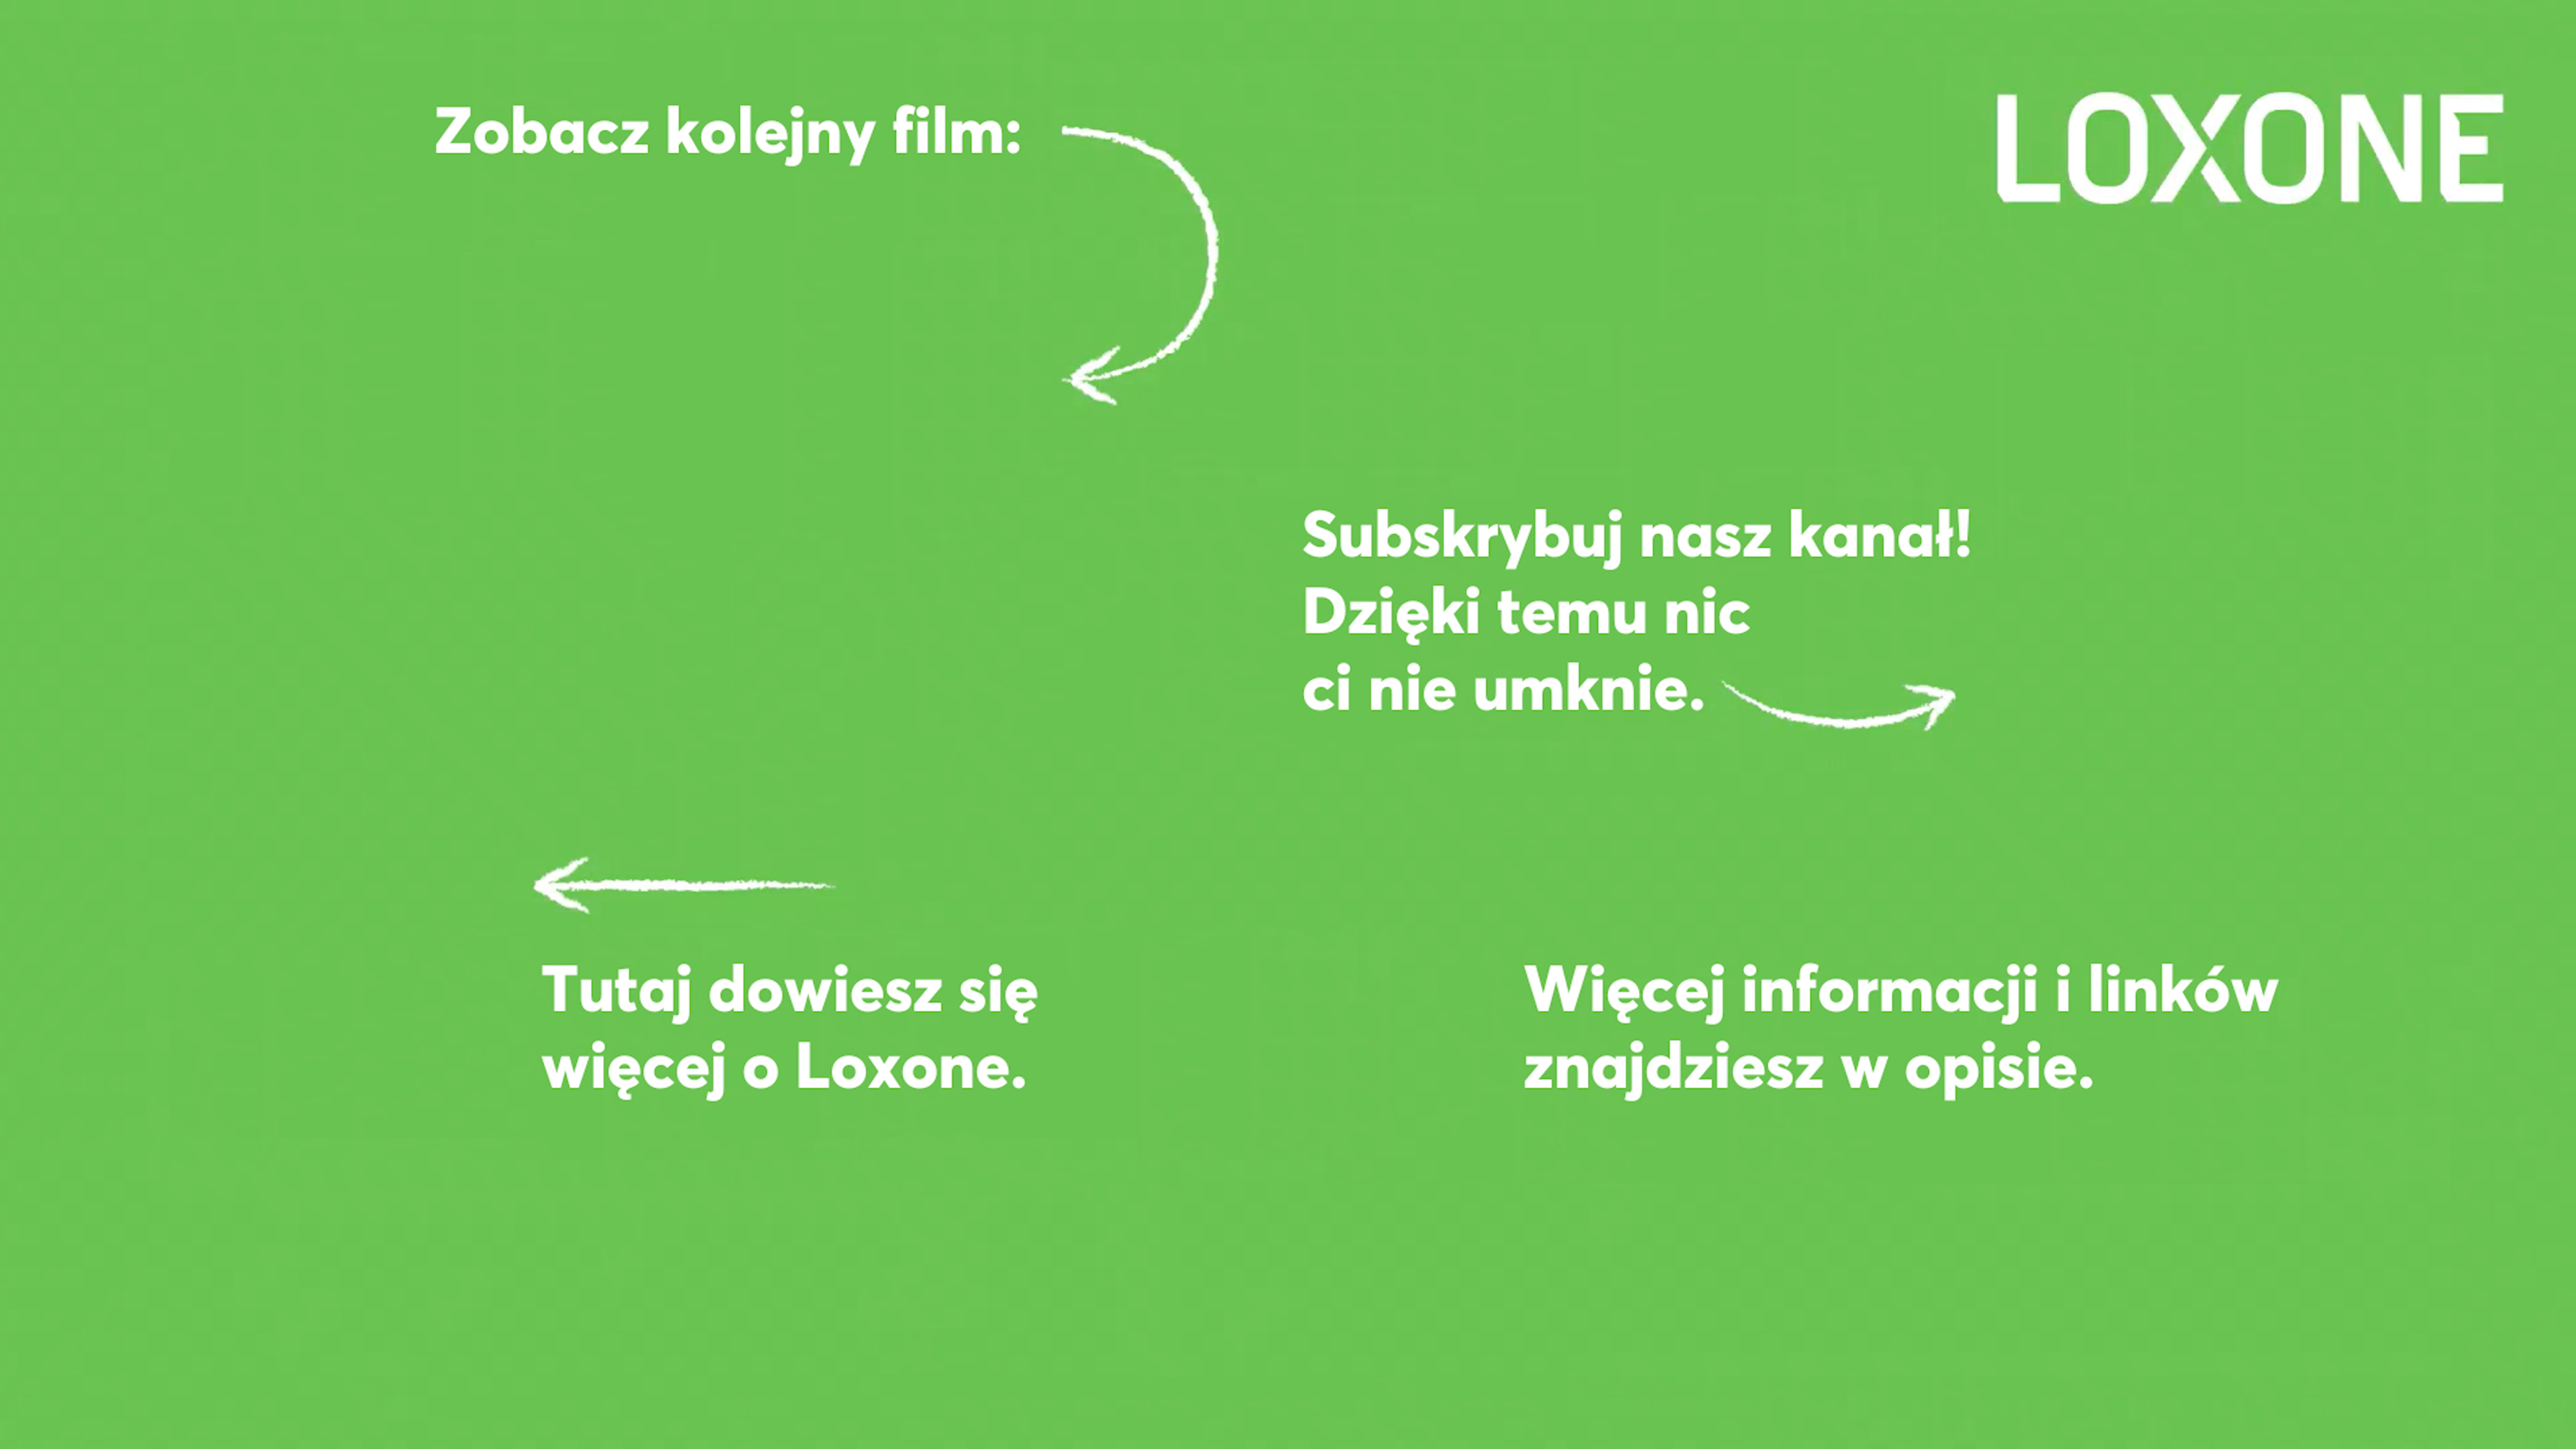 Zobacz kolejny film:
LOXONE
Subskrybuj nasz kanał!
Dzięki temu nic
ci nie umknie.
Tutaj dowiesz się
więcej o Loxone.
Więcej informacji i linków
znajdziesz w opisie.